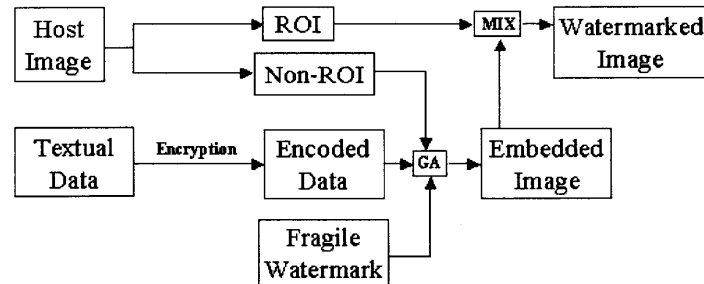 Host
Image
ROI
MIX
Watermarked
Image
Non-ROI
Textual
Data
Encryption
Encoded
Data
GA
Embedded
Image
Fragile
Watermark